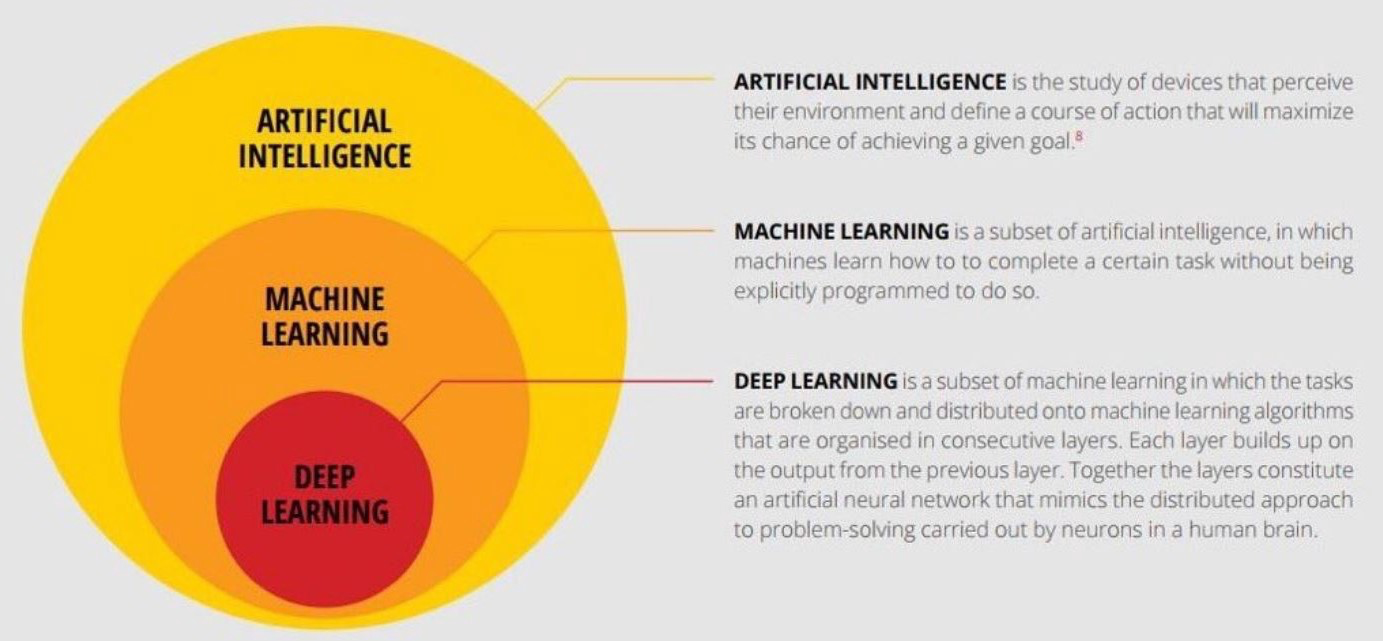 ARTIFICIAL
INTELLIGENCE
MACHINE
LEARNING
DEEP
LEARNING
ARTIFICIAL INTELLIGENCE is the study of devices that perceive
their environment and define a course of action that will maximize
its chance of achieving a given goal.8
MACHINE LEARNING is a subset of artificial intelligence, in which
machines learn how to to complete a certain task without being
explicitly programmed to do so.
DEEP LEARNING is a subset of machine learning in which the tasks
are broken down and distributed onto machine learning algorithms
that are organised in consecutive layers. Each layer builds up on
the output from the previous layer. Together the layers constitute
an artificial neural network that mimics the distributed approach
to problem-solving carried out by neurons in a human brain.